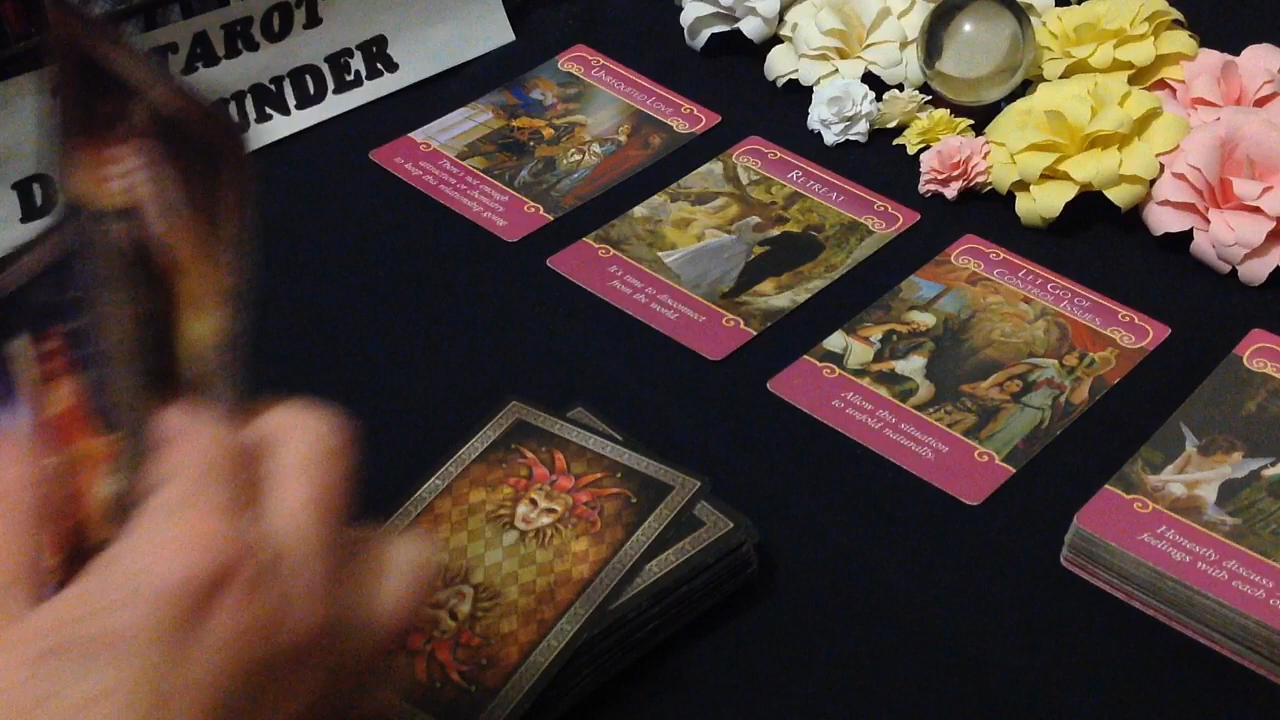 TAROT
UNDER
D
UNREQUITED LOVE
There's not enough
attraction or chemistry
to keep this relationship going.
RETREAT
It's time to disconnect
from the world.
LET GO OF
CONTROL ISSUES
Allow this situation
to unfold naturally.
Honestly discuss
feelings with each